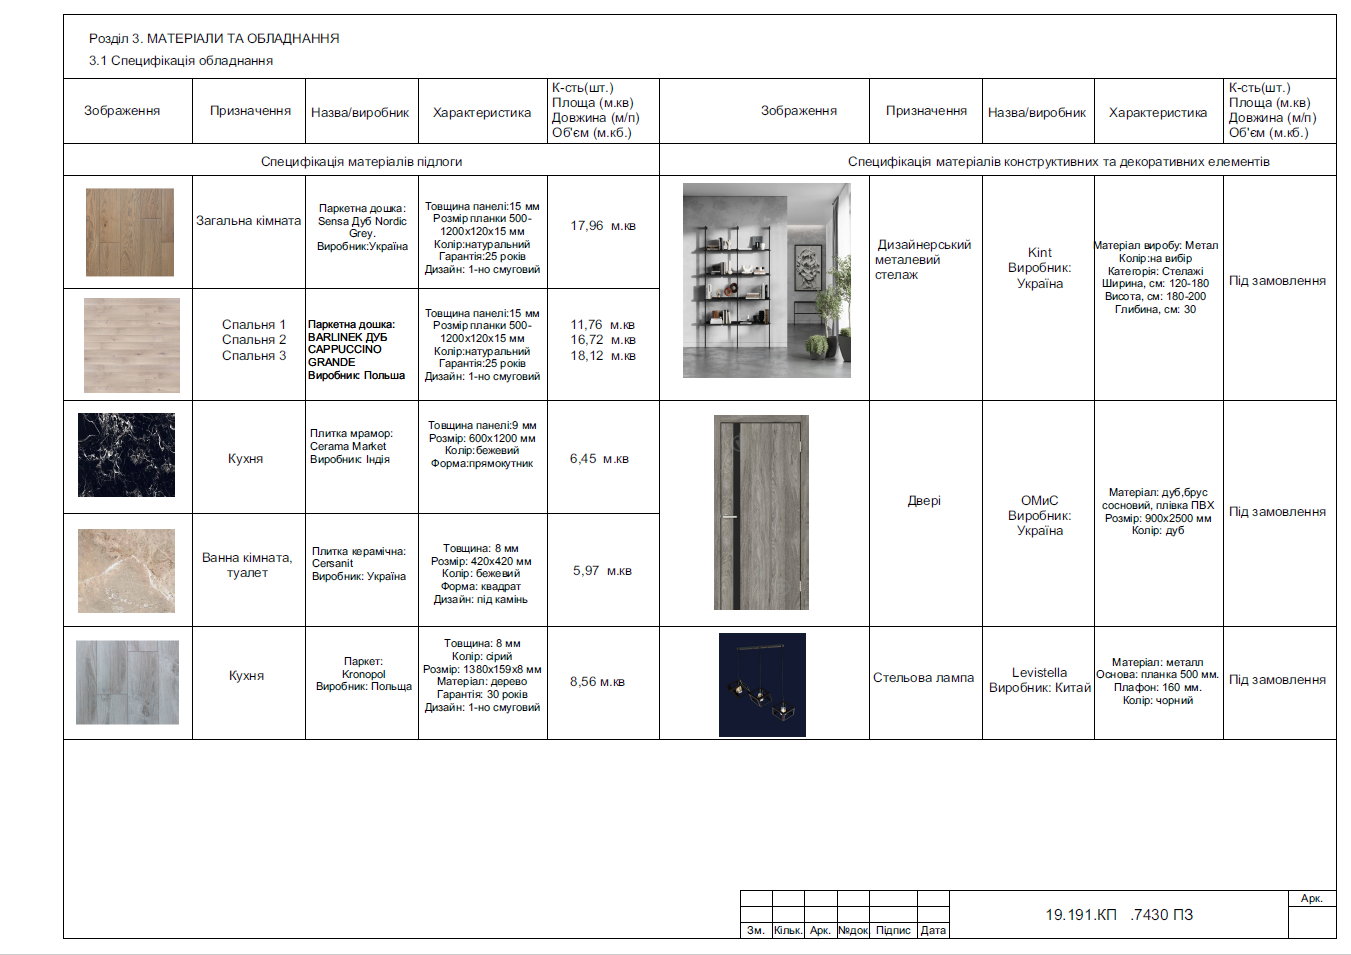 Розділ 3. МАТЕРІАЛИ ТА ОБЛАДНАННЯ
3.1 Специфікація обладнання
Зображення
Призначення
Назва/виробник
Характеристика
К-сть(шт.)
Площа (м.кв)
Довжина (м/п)
Об'єм (м.кб.)
Зображення
Призначення
Назва/виробник
Характеристика
К-сть(шт.)
Площа (м.кв)
Довжина (м/п)
Об'єм (м.кб.)
Специфікація матеріалів підлоги
Специфікація матеріалів конструктивних та декоративних елементів
Загальна кімната
Паркетна дошка:
Sensa Дуб Nordic
Grey.
Виробник:Україна
Товщина панелі:15 мм
Розмір планки 500-
1200х120х15 мм
Колір:натуральний
Гарантія:25 років
Дизайн: 1-но смуговий
17,96 м.кв
Спальня 1
Спальня 2
Спальня 3
Паркетна дошка:
BARLINEK ДУБ
CAPPUCCINO
GRANDE
Виробник: Польша
Товщина панелі:15 мм
Розмір планки 500-
1200х120х15 мм
Колір:натуральний
Гарантія:25 років
Дизайн: 1-но смуговий
11,76 м.кв
16,72 м.кв
18,12 м.кв
Дизайнерський
металевий
стелаж
Kint
Виробник:
Україна
Матеріал виробу: Метал
Колір:на вибір
Категорія: Стелажі
Ширина, см: 120-180
Висота, см: 180-200
Глибина, см: 30
Під замовлення
Кухня
Плитка мрамор:
Cerama Market
Виробник: Індія
Товщина панелі:9 мм
Розмір: 600х1200 мм
Колір:бежевий
Форма:прямокутник
6,45 м.кв
Ванна кімната,
туалет
Плитка керамічна:
Cersanit
Виробник: Україна
Товщина: 8 мм
Розмір: 420х420 мм
Колір: бежевий
Форма: квадрат
Дизайн: під камінь
5,97 м.кв
Двері
ОМиС
Виробник:
Україна
Матеріал: дуб,брус
сосновий, плівка ПВХ
Розмір: 900х2500 мм
Колір: дуб
Під замовлення
Кухня
Паркет:
Kronopol
Виробник: Польща
Товщина: 8 мм
Колір: сірий
Розмір: 1380х159х8 мм
Матеріал: дерево
Гарантія: 30 років
Дизайн: 1-но смуговий
8,56 м.кв
Стельова лампа
Levistella
Виробник: Китай
Матеріал: металл
Основа: планка 500 мм.
Плафон: 160 мм.
Колір: чорний
Під замовлення
19.191.КП .7430 ПЗ
Арк.
Зм. Кільк. Арк. №док. Підпис Дата